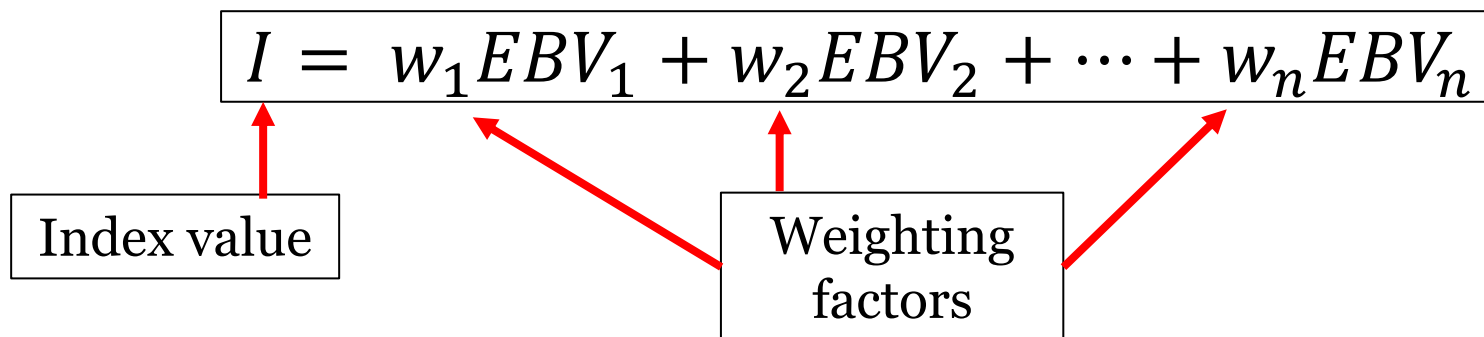 I = w₁EBV₁ + w₂EBV₂ + ⋯ + wₙEBVₙ
Index value
Weighting
factors